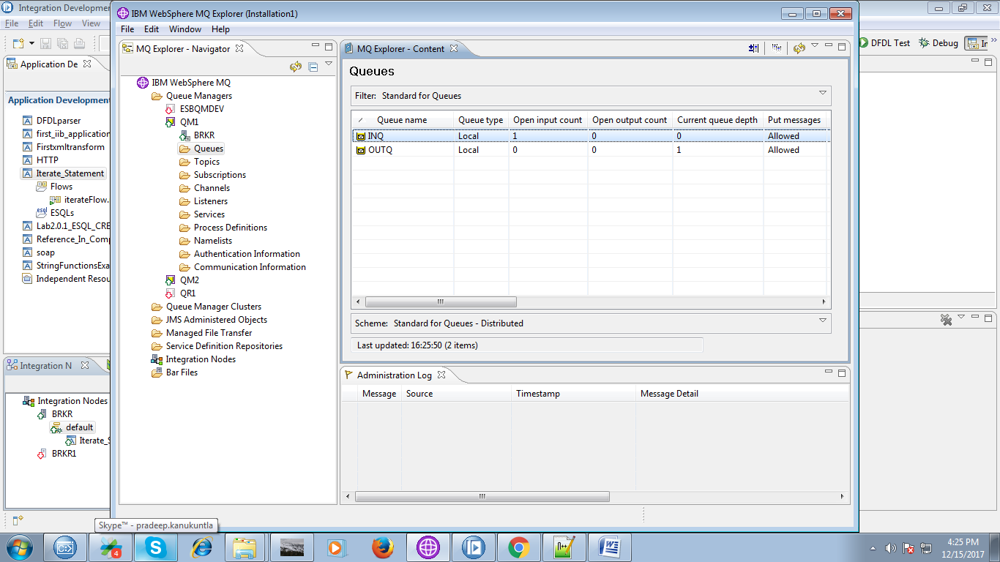 Integration Developmen
File Edit Flow View
Application De
Application Development
DFDLparser
first_iib_application
Firstxmltransform
HTTP
Iterate_Statement
Flows
iterateFlow.
esql ESQLs
Lab2.0.1_ESQL_CRE
Reference_In_Comp
soap
StringFunctionsExa
Independent Resou
Integration N
Integration Nodes
BRKR
default
Iterate_S
BRKR1
IBM WebSphere MQ Explorer (Installation1)
File Edit Window Help
MQ Explorer - Navigator
IBM WebSphere MQ
Queue Managers
ESBQMDEV
QM1
BRKR
Queues
Topics
Subscriptions
Channels
Listeners
Services
Process Definitions
Namelists
Authentication Information
Communication Information
QM2
QR1
Queue Manager Clusters
JMS Administered Objects
Managed File Transfer
Service Definition Repositories
Integration Nodes
Bar Files
MQ Explorer - Content
Queues
Filter: Standard for Queues
Queue name Queue type Open input count Open output count Current queue depth Put messages
INQ Local 1 0 0 Allowed
OUTQ Local 0 0 1 Allowed
Scheme: Standard for Queues - Distributed
Last updated: 16:25:50 (2 items)
Administration Log
Message Source Timestamp Message Detail
DFDL Test Debug
Skype™ - pradeep.kanukuntla
4
4:25 PM
12/15/2017